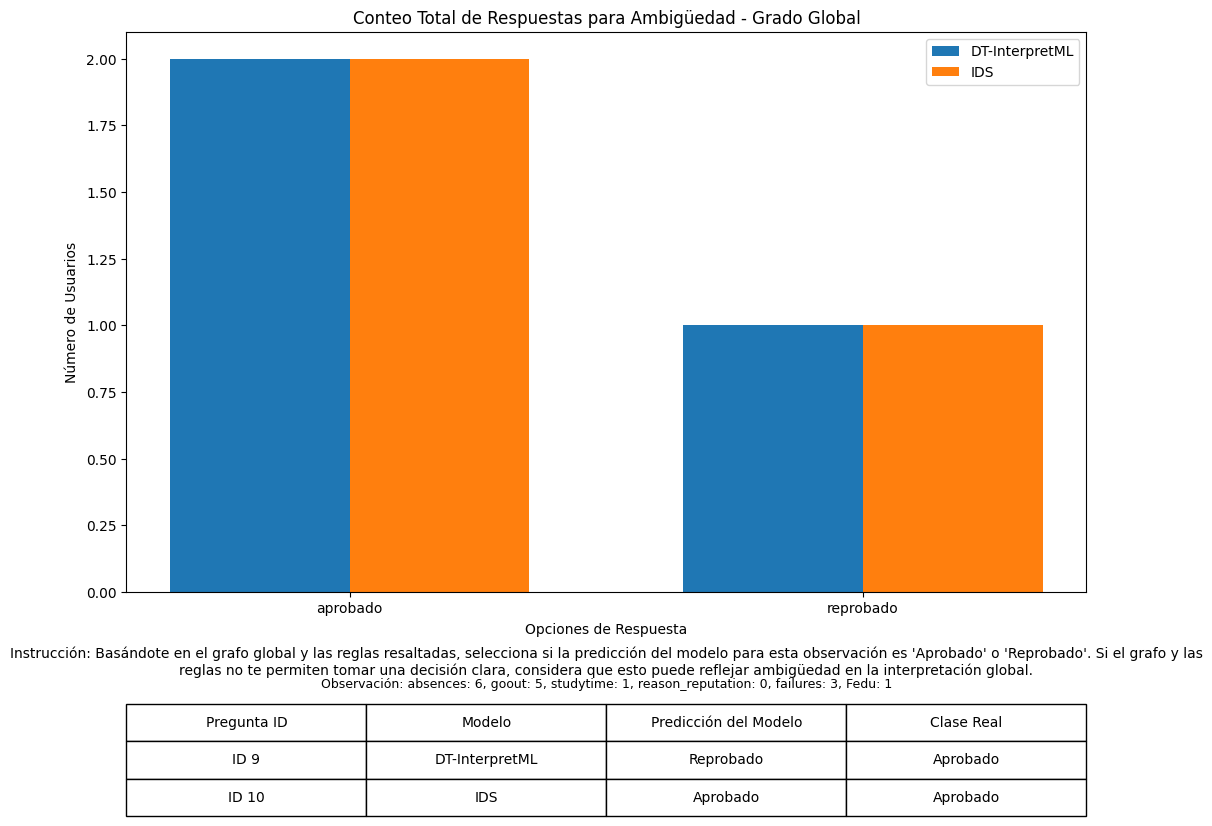 Conteo Total de Respuestas para Ambigüedad - Grado Global
DT-InterpretML
IDS
Número de Usuarios
2.00
1.75
1.50
1.25
1.00
0.75
0.50
0.25
0.00
aprobado
reprobado
Opciones de Respuesta
Instrucción: Basándote en el grafo global y las reglas resaltadas, selecciona si la predicción del modelo para esta observación es 'Aprobado' o 'Reprobado'. Si el grafo y las
reglas no te permiten tomar una decisión clara, considera que esto puede reflejar ambigüedad en la interpretación global.
Observación: absences: 6, goout: 5, studytime: 1, reason_reputation: 0, failures: 3, Fedu: 1
Pregunta ID Modelo Predicción del Modelo Clase Real
ID 9 DT-InterpretML Reprobado Aprobado
ID 10 IDS Aprobado Aprobado